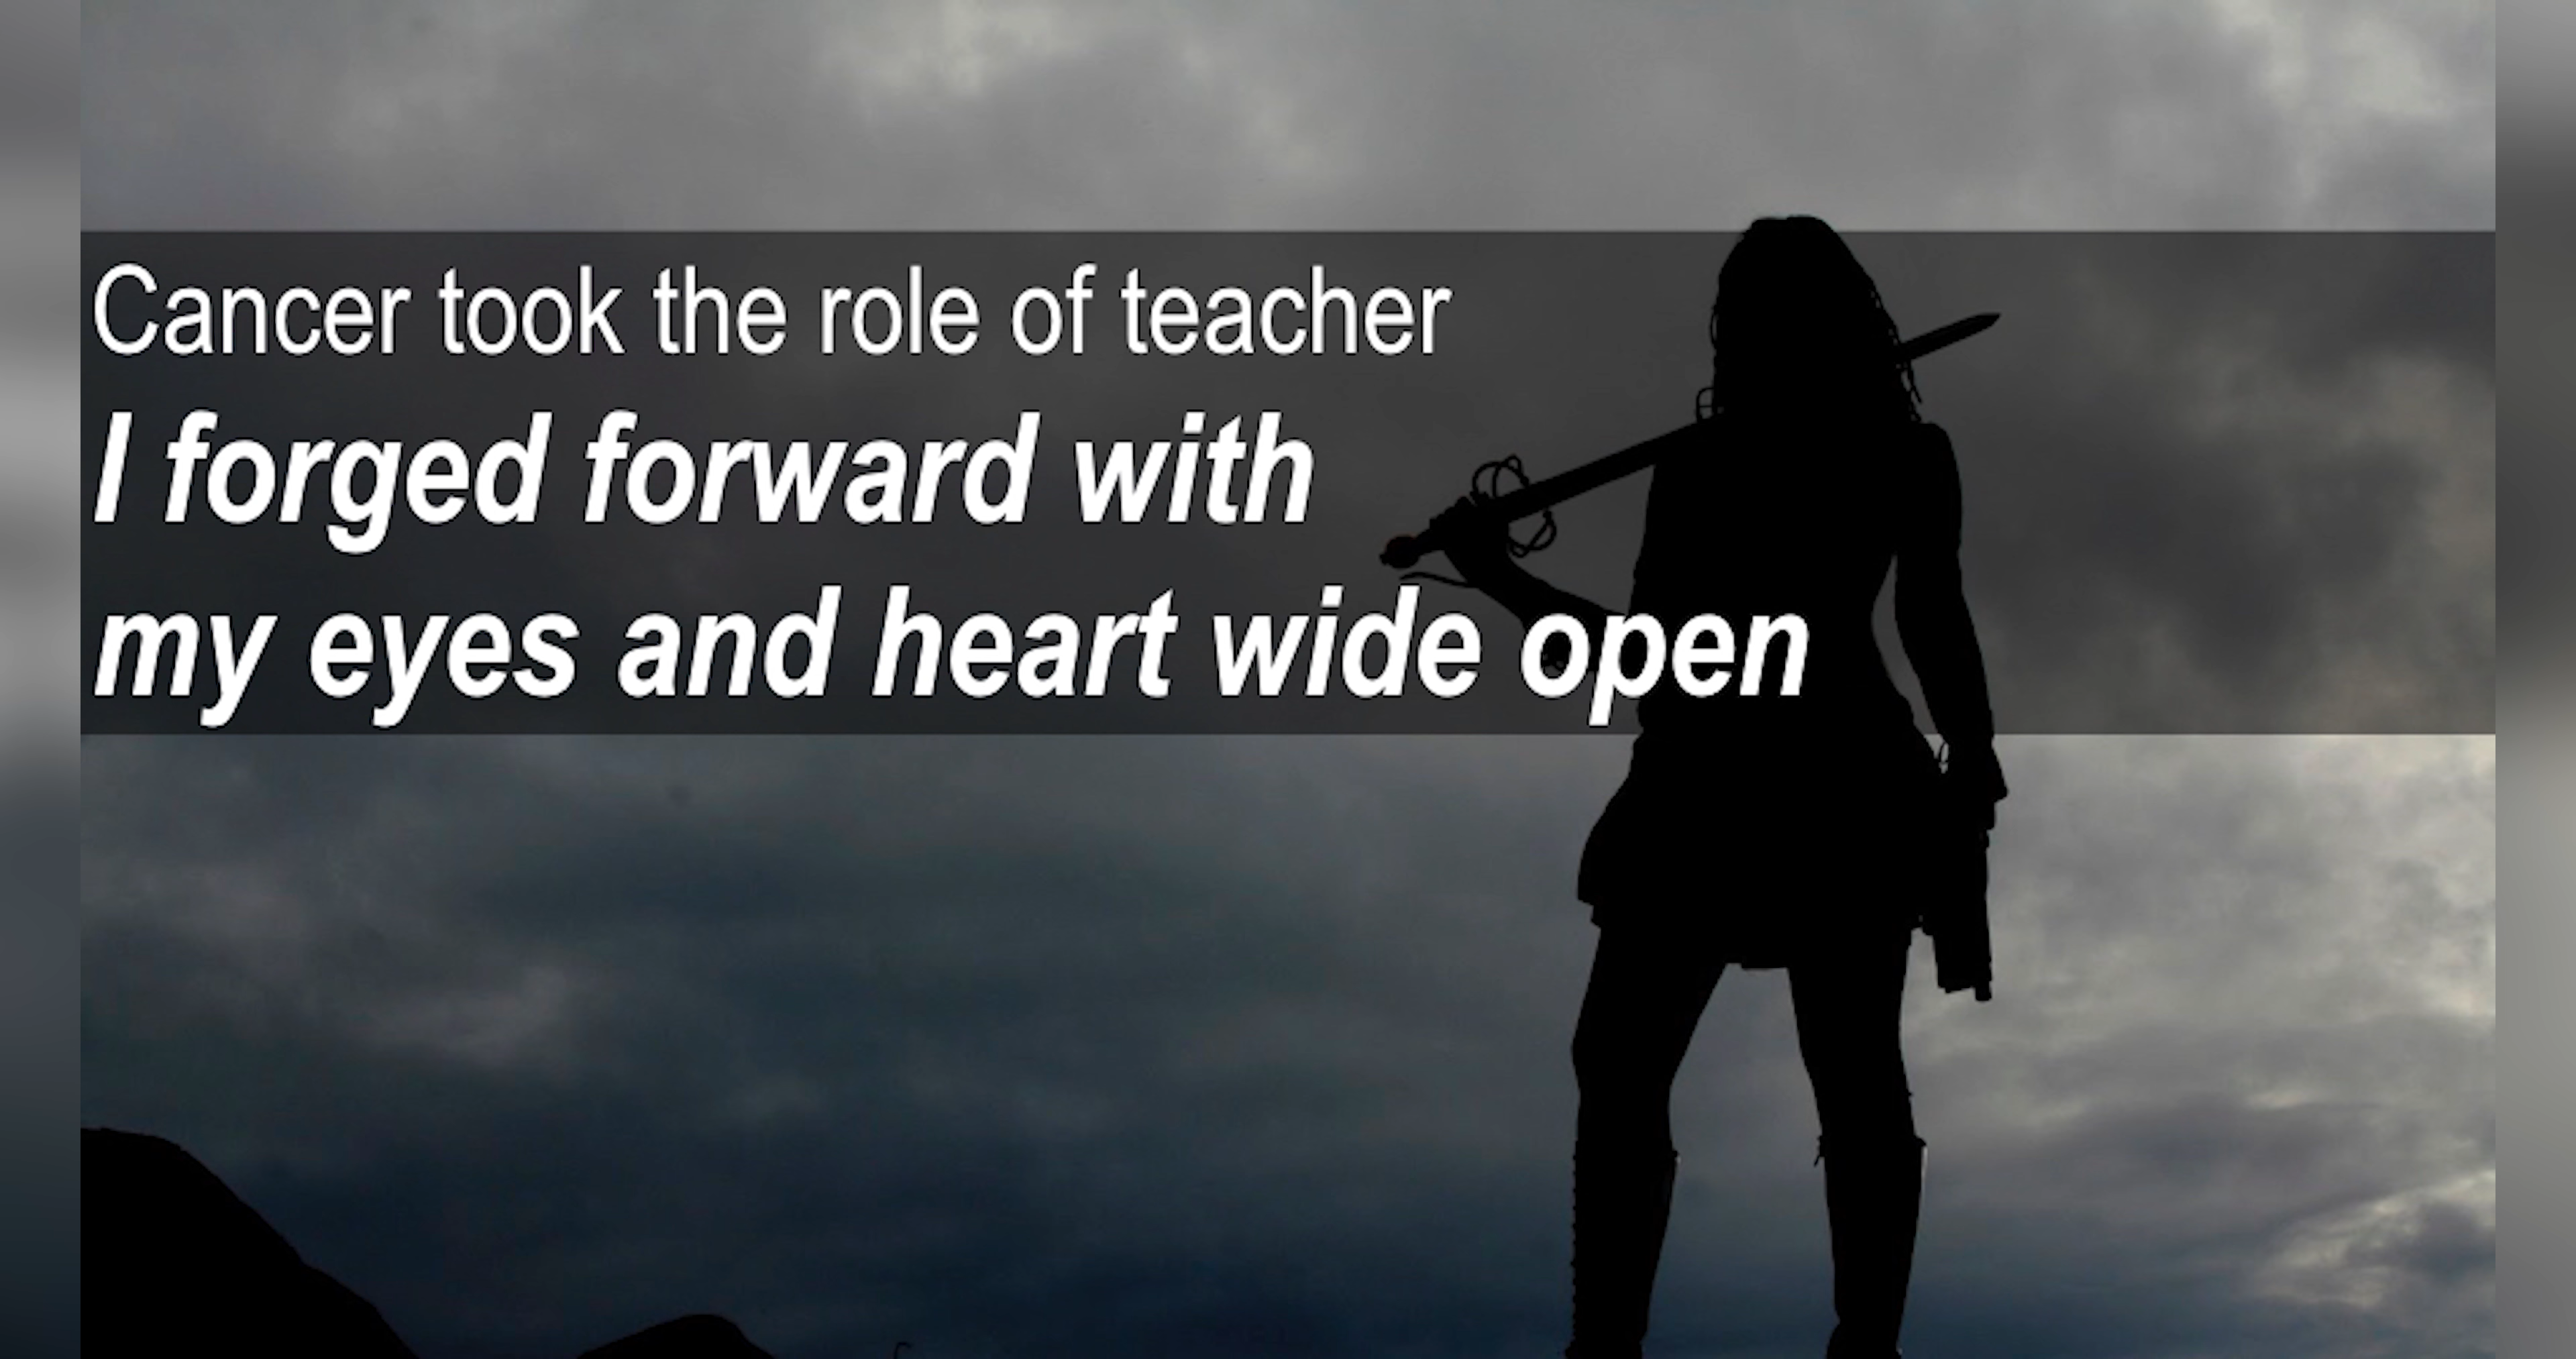 Cancer took the role of teacher
I forged forward with
my eyes and heart wide open